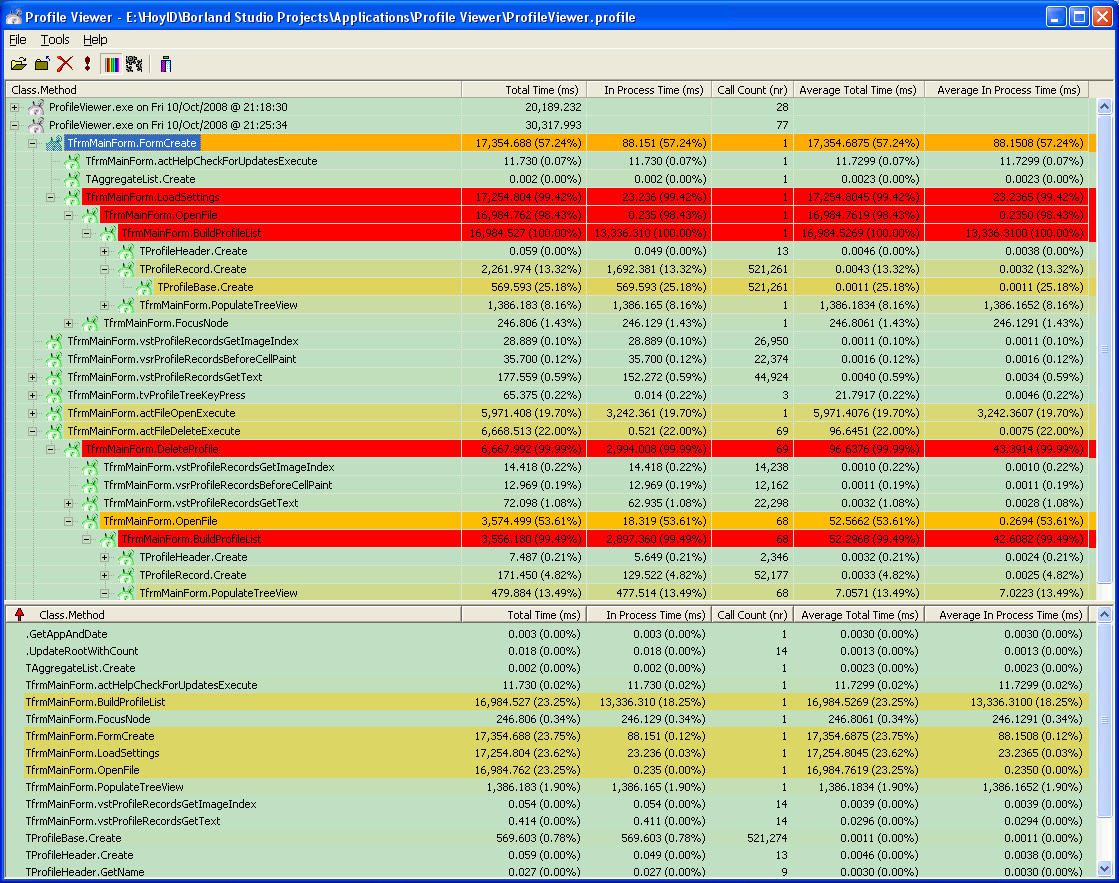 Profile Viewer - E:\HoylD\Borland Studio Projects\Applications\Profile Viewer\ProfileViewer.profile
File Tools Help
Class.Method Total Time (ms) In Process Time (ms) Call Count (nr) Average Total Time (ms) Average In Process Time (ms)
ProfileViewer.exe on Fri 10/Oct/2008 @ 21:18:30 20,189.232 28
ProfileViewer.exe on Fri 10/Oct/2008 @ 21:25:34 30,317.993 77
TfrmMainForm.FormCreate 17,354.688 (57.24%) 88.151 (57.24%) 1 17,354.6875 (57.24%) 88.1508 (57.24%)
TfrmMainForm.actHelpCheckForUpdatesExecute 11.730 (0.07%) 11.730 (0.07%) 1 11.7299 (0.07%) 11.7299 (0.07%)
TAggregateList.Create 0.002 (0.00%) 0.002 (0.00%) 1 0.0023 (0.00%) 0.0023 (0.00%)
TfrmMainForm.LoadSettings 17,254.804 (99.42%) 23.236 (99.42%) 1 17,254.8045 (99.42%) 23.2365 (99.42%)
TfrmMainForm.OpenFile 16,984.762 (98.43%) 0.235 (98.43%) 1 16,984.7619 (98.43%) 0.2350 (98.43%)
TfrmMainForm.BuildProfileList 16,984.527 (100.00%) 13,336.310 (100.00%) 1 16,984.5269 (100.00%) 13,336.3100 (100.00%)
TProfileHeader.Create 0.059 (0.00%) 0.049 (0.00%) 13 0.0046 (0.00%) 0.0038 (0.00%)
TProfileRecord.Create 2,261.974 (13.32%) 1,692.381 (13.32%) 521,261 0.0043 (13.32%) 0.0032 (13.32%)
TProfileBase.Create 569.593 (25.18%) 569.593 (25.18%) 521,261 0.0011 (25.18%) 0.0011 (25.18%)
TfrmMainForm.PopulateTreeView 1,386.183 (8.16%) 1,386.165 (8.16%) 1 1,386.1834 (8.16%) 1,386.1652 (8.16%)
TfrmMainForm.FocusNode 246.806 (1.43%) 246.129 (1.43%) 1 246.8061 (1.43%) 246.1291 (1.43%)
TfrmMainForm.vstProfileRecordsGetImageIndex 28.889 (0.10%) 28.889 (0.10%) 26,950 0.0011 (0.10%) 0.0011 (0.10%)
TfrmMainForm.vsrProfileRecordsBeforeCellPaint 35.700 (0.12%) 35.700 (0.12%) 22,374 0.0016 (0.12%) 0.0016 (0.12%)
TfrmMainForm.vstProfileRecordsGetText 177.559 (0.59%) 152.272 (0.59%) 44,924 0.0040 (0.59%) 0.0034 (0.59%)
TfrmMainForm.tvProfileTreeKeyPress 65.375 (0.22%) 0.014 (0.22%) 3 21.7917 (0.22%) 0.0046 (0.22%)
TfrmMainForm.actFileOpenExecute 5,971.408 (19.70%) 3,242.361 (19.70%) 1 5,971.4076 (19.70%) 3,242.3607 (19.70%)
TfrmMainForm.actFileDeleteExecute 6,668.513 (22.00%) 0.521 (22.00%) 69 96.6451 (22.00%) 0.0075 (22.00%)
TfrmMainForm.DeleteProfile 6,667.992 (99.99%) 2,994.008 (99.99%) 69 96.6376 (99.99%) 43.3914 (99.99%)
TfrmMainForm.vstProfileRecordsGetImageIndex 14.418 (0.22%) 14.418 (0.22%) 14,238 0.0010 (0.22%) 0.0010 (0.22%)
TfrmMainForm.vsrProfileRecordsBeforeCellPaint 12.969 (0.19%) 12.969 (0.19%) 12,162 0.0011 (0.19%) 0.0011 (0.19%)
TfrmMainForm.vstProfileRecordsGetText 72.098 (1.08%) 62.935 (1.08%) 22,298 0.0032 (1.08%) 0.0028 (1.08%)
TfrmMainForm.OpenFile 3,574.499 (53.61%) 18.319 (53.61%) 68 52.5662 (53.61%) 0.2694 (53.61%)
TfrmMainForm.BuildProfileList 3,556.180 (99.49%) 2,897.360 (99.49%) 68 52.2968 (99.49%) 42.6082 (99.49%)
TProfileHeader.Create 7.487 (0.21%) 5.649 (0.21%) 2,346 0.0032 (0.21%) 0.0024 (0.21%)
TProfileRecord.Create 171.450 (4.82%) 129.522 (4.82%) 52,177 0.0033 (4.82%) 0.0025 (4.82%)
TfrmMainForm.PopulateTreeView 479.884 (13.49%) 477.514 (13.49%) 68 7.0571 (13.49%) 7.0223 (13.49%)
Class.Method Total Time (ms) In Process Time (ms) Call Count (nr) Average Total Time (ms) Average In Process Time (ms)
.GetAppAndDate 0.003 (0.00%) 0.003 (0.00%) 1 0.0030 (0.00%) 0.0030 (0.00%)
.UpdateRootWithCount 0.018 (0.00%) 0.018 (0.00%) 14 0.0013 (0.00%) 0.0013 (0.00%)
TAggregateList.Create 0.002 (0.00%) 0.002 (0.00%) 1 0.0023 (0.00%) 0.0023 (0.00%)
TfrmMainForm.actHelpCheckForUpdatesExecute 11.730 (0.02%) 11.730 (0.02%) 1 11.7299 (0.02%) 11.7299 (0.02%)
TfrmMainForm.BuildProfileList 16,984.527 (23.25%) 13,336.310 (18.25%) 1 16,984.5269 (23.25%) 13,336.3100 (18.25%)
TfrmMainForm.FocusNode 246.806 (0.34%) 246.129 (0.34%) 1 246.8061 (0.34%) 246.1291 (0.34%)
TfrmMainForm.FormCreate 17,354.688 (23.75%) 88.151 (0.12%) 1 17,354.6875 (23.75%) 88.1508 (0.12%)
TfrmMainForm.LoadSettings 17,254.804 (23.62%) 23.236 (0.03%) 1 17,254.8045 (23.62%) 23.2365 (0.03%)
TfrmMainForm.OpenFile 16,984.762 (23.25%) 0.235 (0.00%) 1 16,984.7619 (23.25%) 0.2350 (0.00%)
TfrmMainForm.PopulateTreeView 1,386.183 (1.90%) 1,386.165 (1.90%) 1 1,386.1834 (1.90%) 1,386.1652 (1.90%)
TfrmMainForm.vstProfileRecordsGetImageIndex 0.054 (0.00%) 0.054 (0.00%) 14 0.0039 (0.00%) 0.0039 (0.00%)
TfrmMainForm.vstProfileRecordsGetText 0.414 (0.00%) 0.411 (0.00%) 14 0.0296 (0.00%) 0.0294 (0.00%)
TProfileBase.Create 569.603 (0.78%) 569.603 (0.78%) 521,274 0.0011 (0.00%) 0.0011 (0.00%)
TProfileHeader.Create 0.059 (0.00%) 0.049 (0.00%) 13 0.0046 (0.00%) 0.0038 (0.00%)
TProfileHeader.GetName 0.027 (0.00%) 0.027 (0.00%) 9 0.0030 (0.00%) 0.0030 (0.00%)